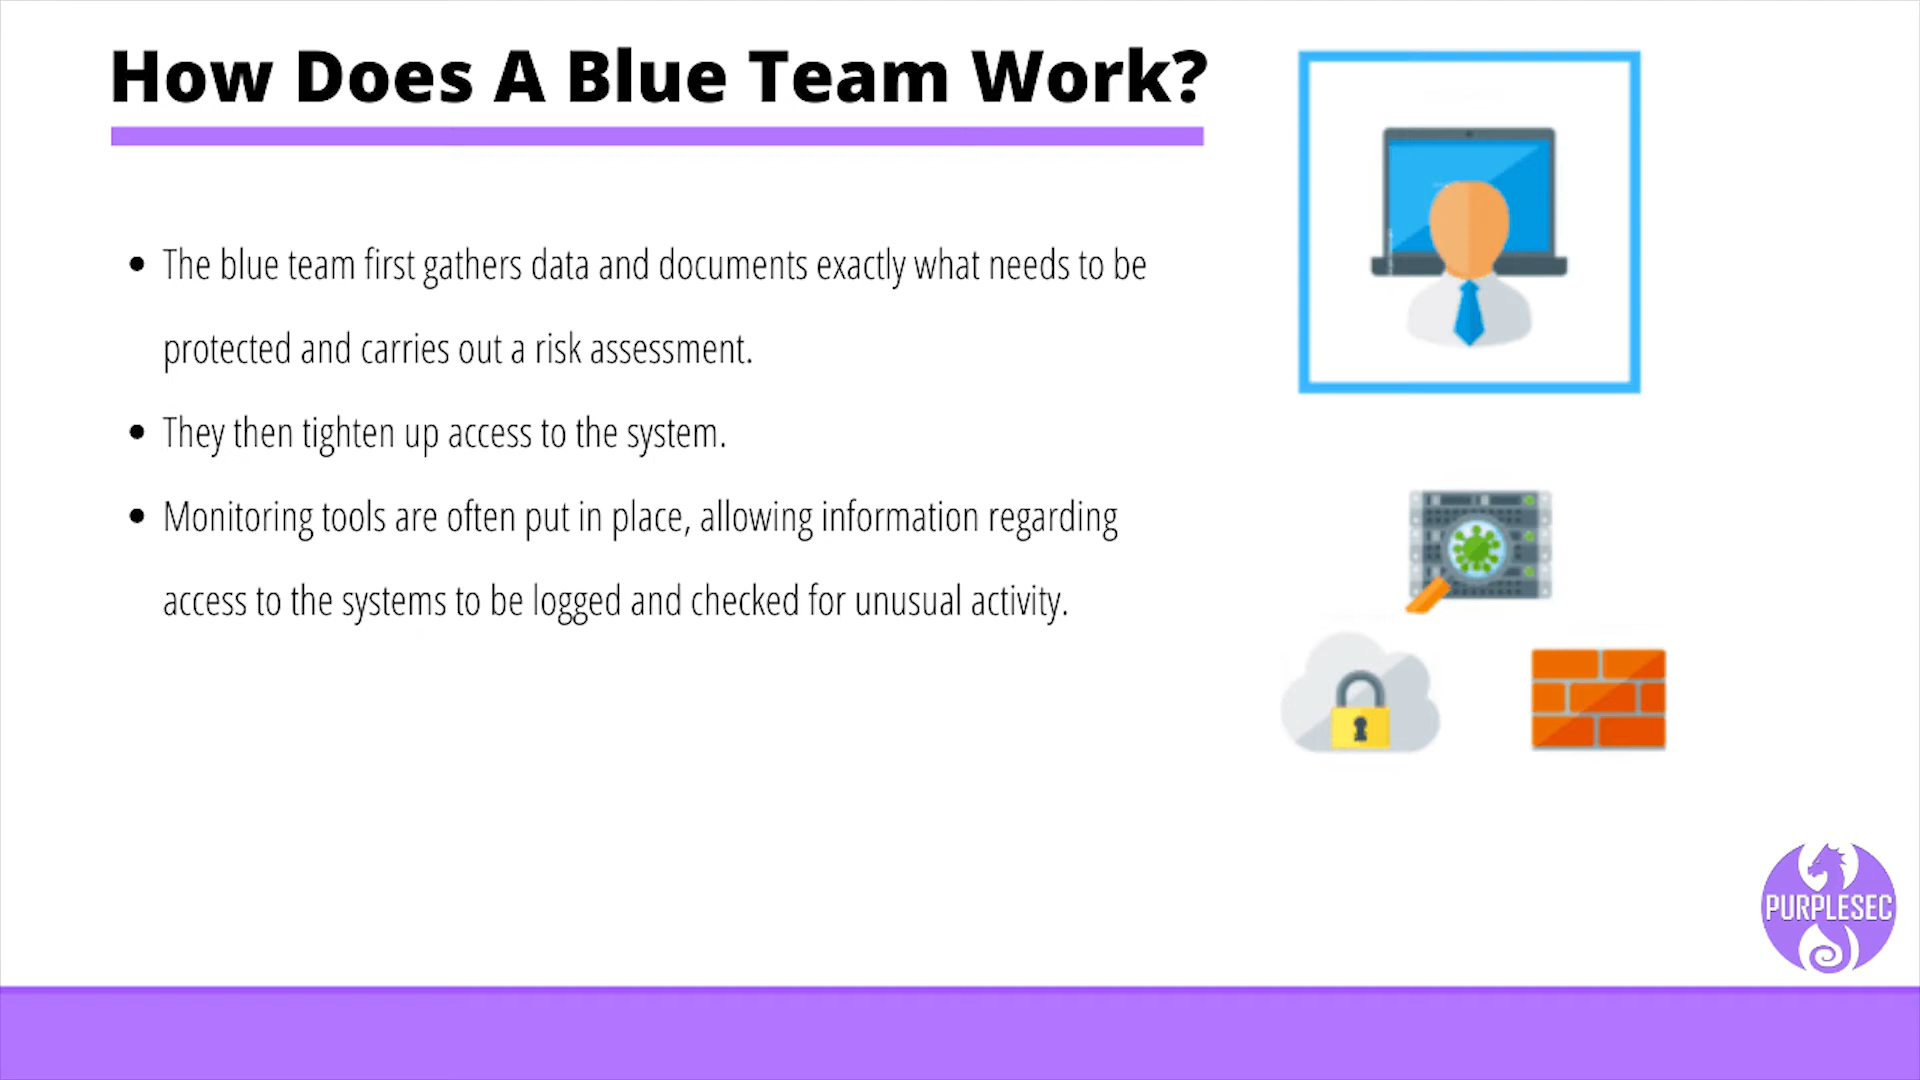 How Does A Blue Team Work?
• The blue team first gathers data and documents exactly what needs to be
protected and carries out a risk assessment.
• They then tighten up access to the system.
• Monitoring tools are often put in place, allowing information regarding
access to the systems to be logged and checked for unusual activity.
PURPLESEC